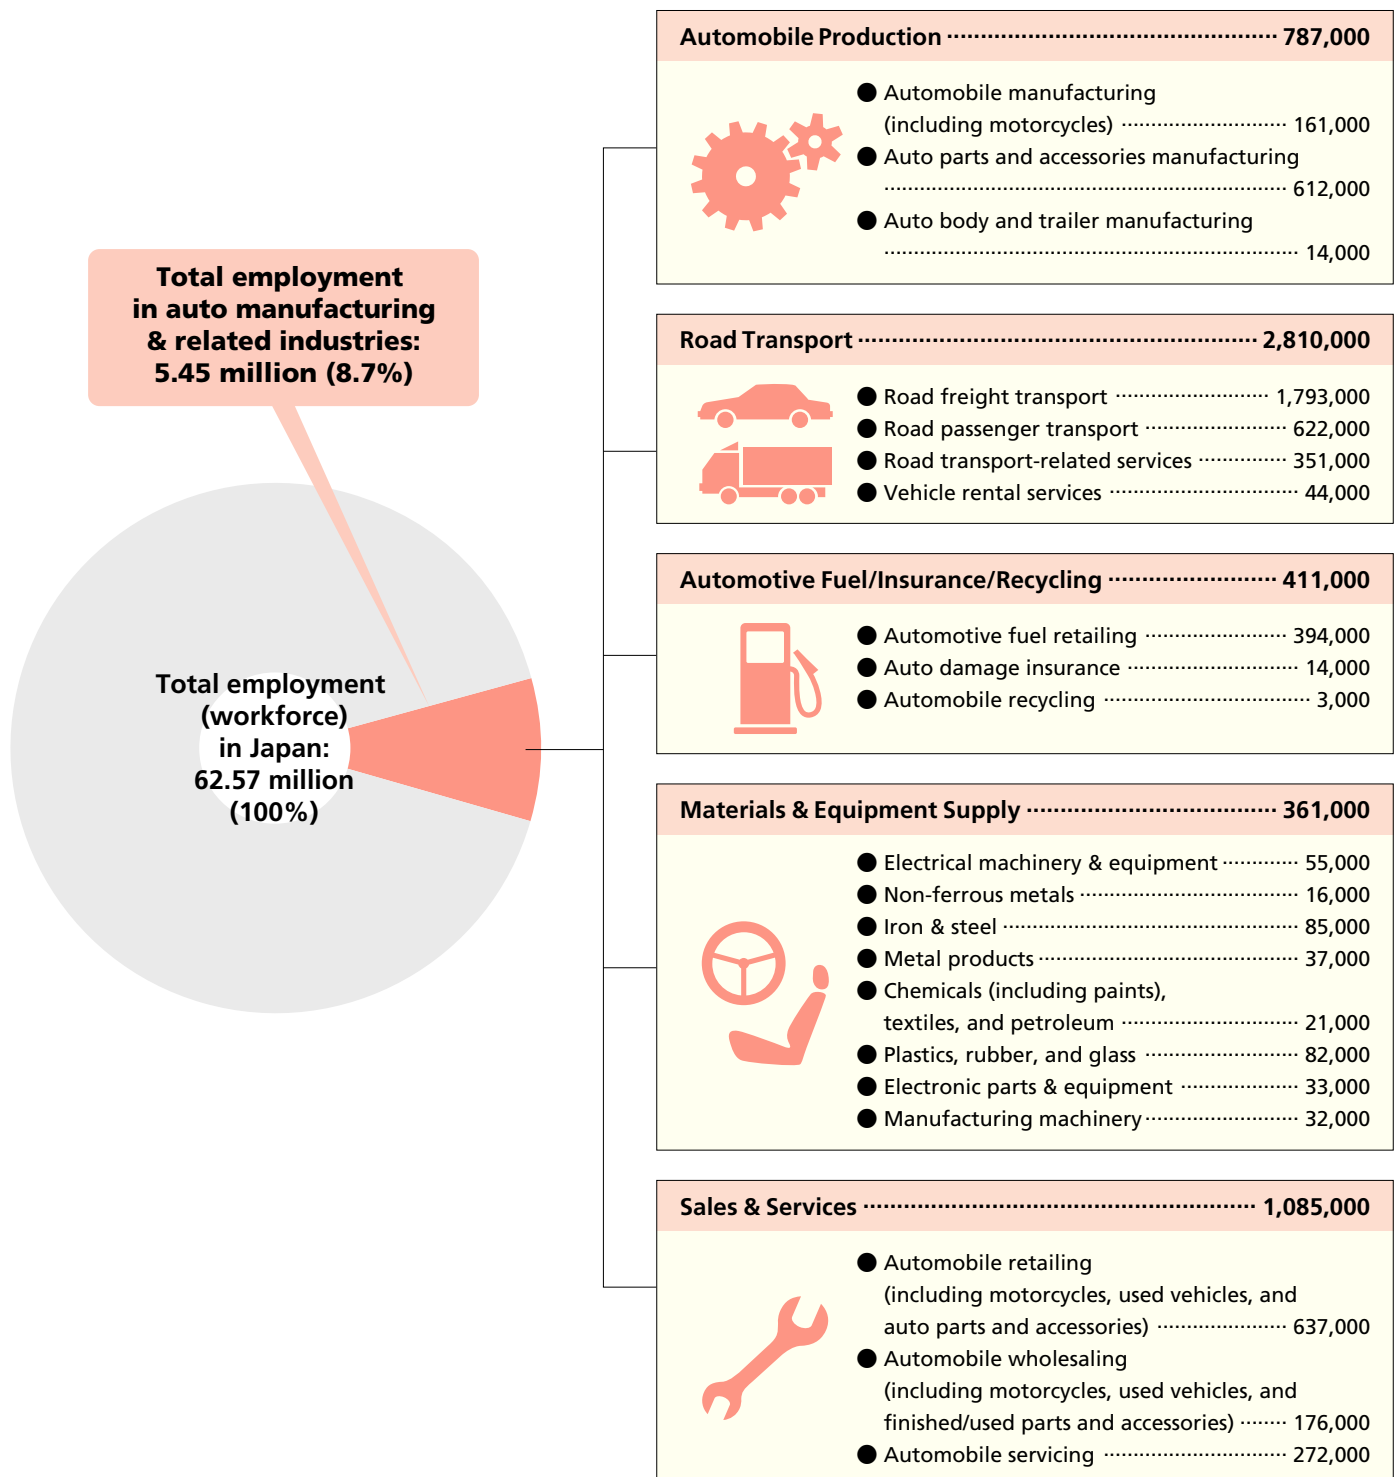 Total employment
in auto manufacturing
& related industries:
5.45 million (8.7%)
Total employment
(workforce)
in Japan:
62.57 million
(100%)
Automobile Production 787,000
● Automobile manufacturing
(including motorcycles) 161,000
● Auto parts and accessories manufacturing
612,000
● Auto body and trailer manufacturing
14,000
Road Transport 2,810,000
● Road freight transport 1,793,000
● Road passenger transport 622,000
● Road transport-related services 351,000
● Vehicle rental services 44,000
Automotive Fuel/Insurance/Recycling 411,000
● Automotive fuel retailing 394,000
● Auto damage insurance 14,000
● Automobile recycling 3,000
Materials & Equipment Supply 361,000
● Electrical machinery & equipment 55,000
● Non-ferrous metals 16,000
● Iron & steel 85,000
● Metal products 37,000
● Chemicals (including paints),
textiles, and petroleum 21,000
● Plastics, rubber, and glass 82,000
● Electronic parts & equipment 33,000
● Manufacturing machinery 32,000
Sales & Services 1,085,000
● Automobile retailing
(including motorcycles, used vehicles, and
auto parts and accessories) 637,000
● Automobile wholesaling
(including motorcycles, used vehicles, and
finished/used parts and accessories) 176,000
● Automobile servicing 272,000